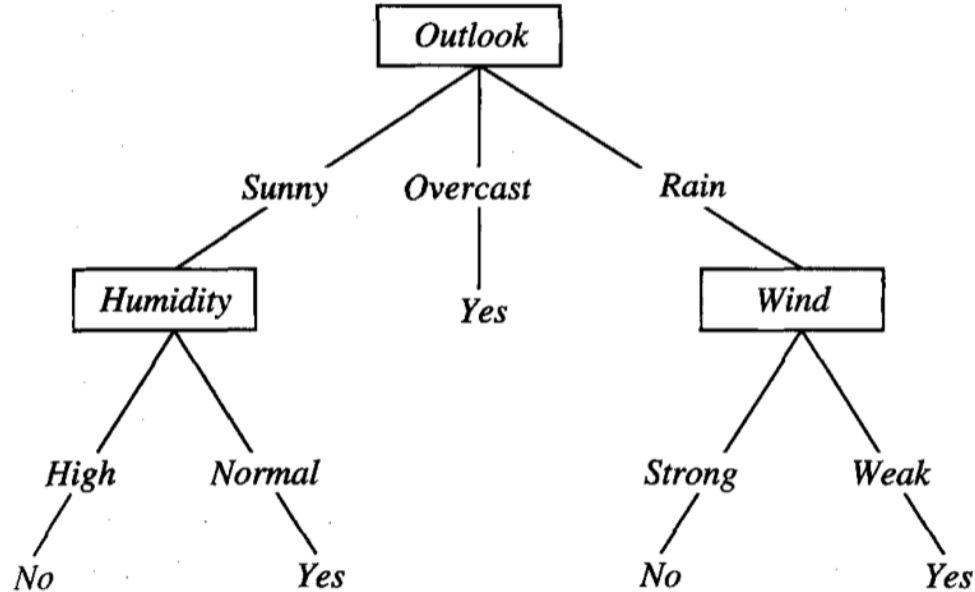 Outlook
Sunny Overcast Rain
Humidity Yes Wind
High Normal Strong Weak
No Yes No Yes